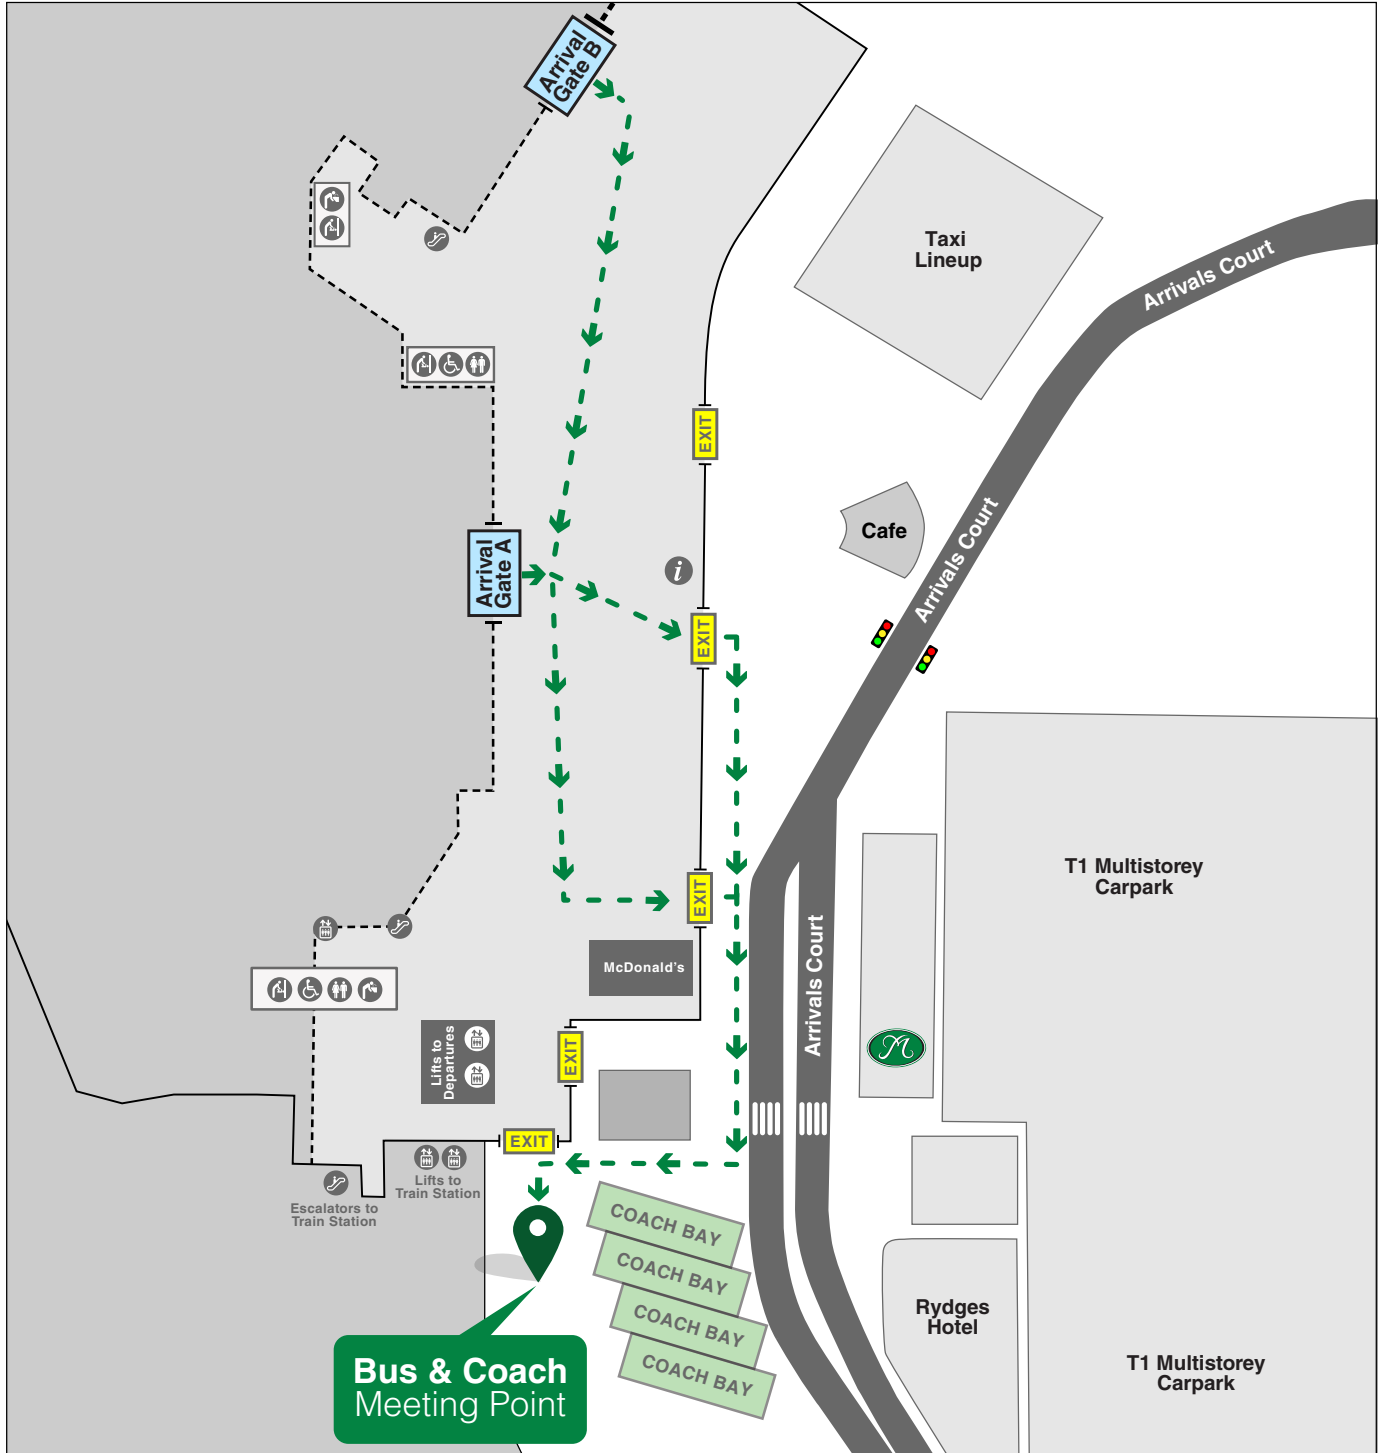 Arrival
Gate B
Taxi
Lineup
Arrivals Court
EXIT
Cafe
Arrivals Court
Arrival
Gate A
i
EXIT
T1 Multistorey
Carpark
EXIT
Arrivals Court
McDonald's
M
Lifts to
Departures
EXIT
EXIT
Lifts to
Train Station
Escalators to
Train Station
COACH BAY
COACH BAY
COACH BAY
COACH BAY
Rydges
Hotel
Bus & Coach
Meeting Point
T1 Multistorey
Carpark